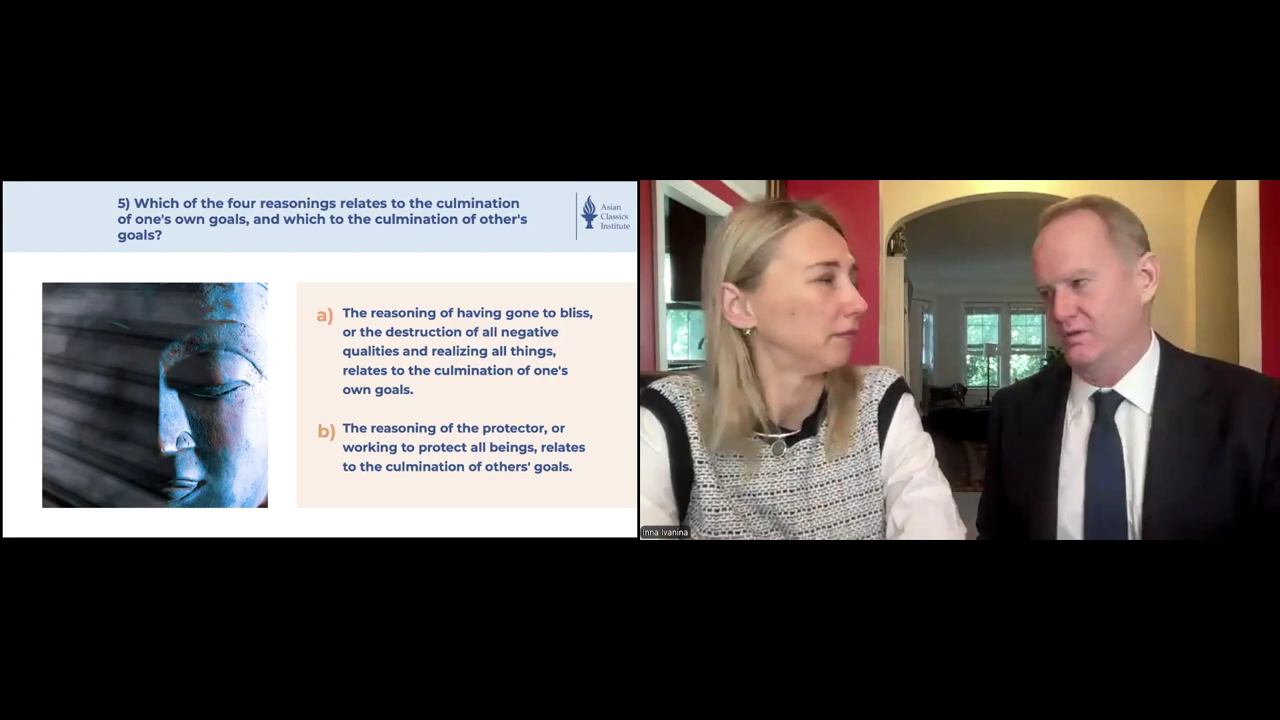 5) Which of the four reasonings relates to the culmination
of one's own goals, and which to the culmination of other's
goals?
Asian
Classics
Institute
a) The reasoning of having gone to bliss,
or the destruction of all negative
qualities and realizing all things,
relates to the culmination of one's
own goals.
b) The reasoning of the protector, or
working to protect all beings, relates
to the culmination of others' goals.
Inna Ivanina